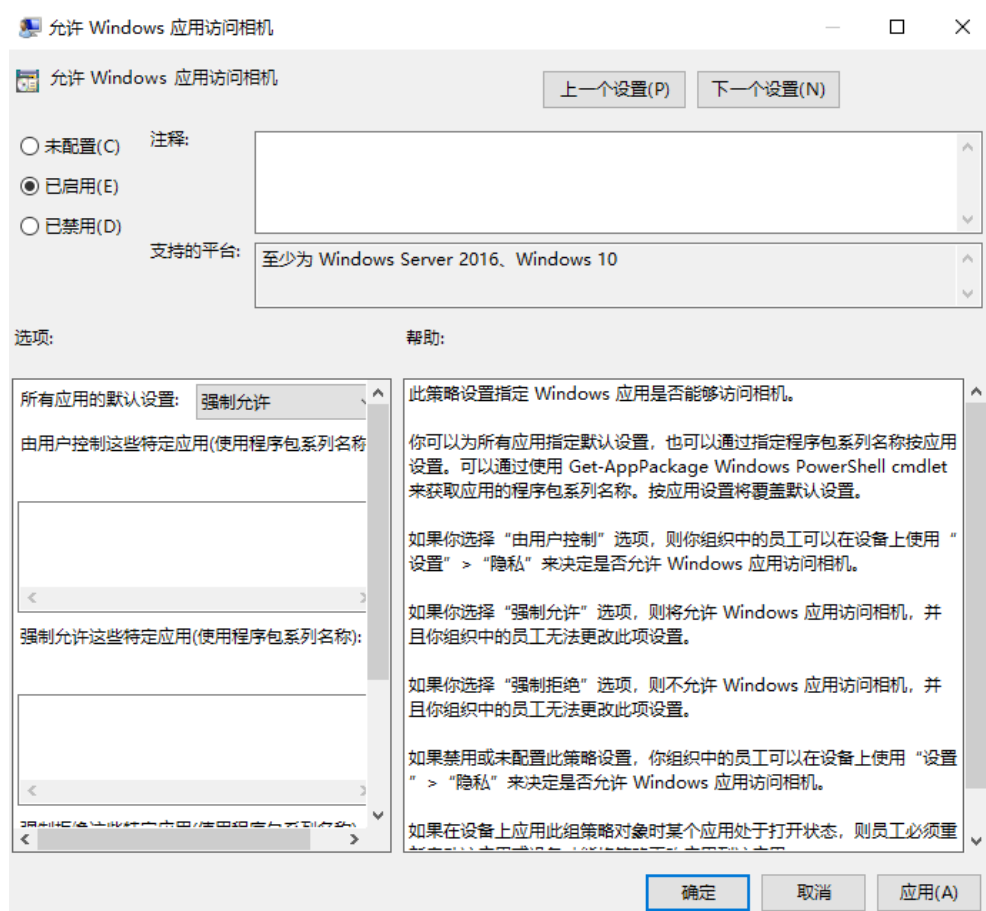 允许 Windows 应用访问相机
允许 Windows 应用访问相机
上一个设置(P)
下一个设置(N)
未配置(C)
注释:
已启用(E)
已禁用(D)
支持的平台:
至少为 Windows Server 2016、Windows 10
选项:
帮助:
所有应用的默认设置:
强制允许
由用户控制这些特定应用(使用程序包系列名称
强制允许这些特定应用(使用程序包系列名称):
强制拒绝这些特定应用(使用程序包系列名称)
此策略设置指定 Windows 应用是否能够访问相机。
你可以为所有应用指定默认设置，也可以通过指定程序包系列名称按应用
设置。可以通过使用 Get-AppPackage Windows PowerShell cmdlet
来获取应用的程序包系列名称。按应用设置将覆盖默认设置。
如果你选择“由用户控制”选项，则你组织中的员工可以在设备上使用“
设置”>“隐私”来决定是否允许 Windows 应用访问相机。
如果你选择“强制允许”选项，则将允许 Windows 应用访问相机，并
且你组织中的员工无法更改此项设置。
如果你选择“强制拒绝”选项，则不允许 Windows 应用访问相机，并
且你组织中的员工无法更改此项设置。
如果禁用或未配置此策略设置，你组织中的员工可以在设备上使用“设置
”>“隐私”来决定是否允许 Windows 应用访问相机。
如果在设备上应用此组策略对象时某个应用处于打开状态，则员工必须重
确定
取消
应用(A)